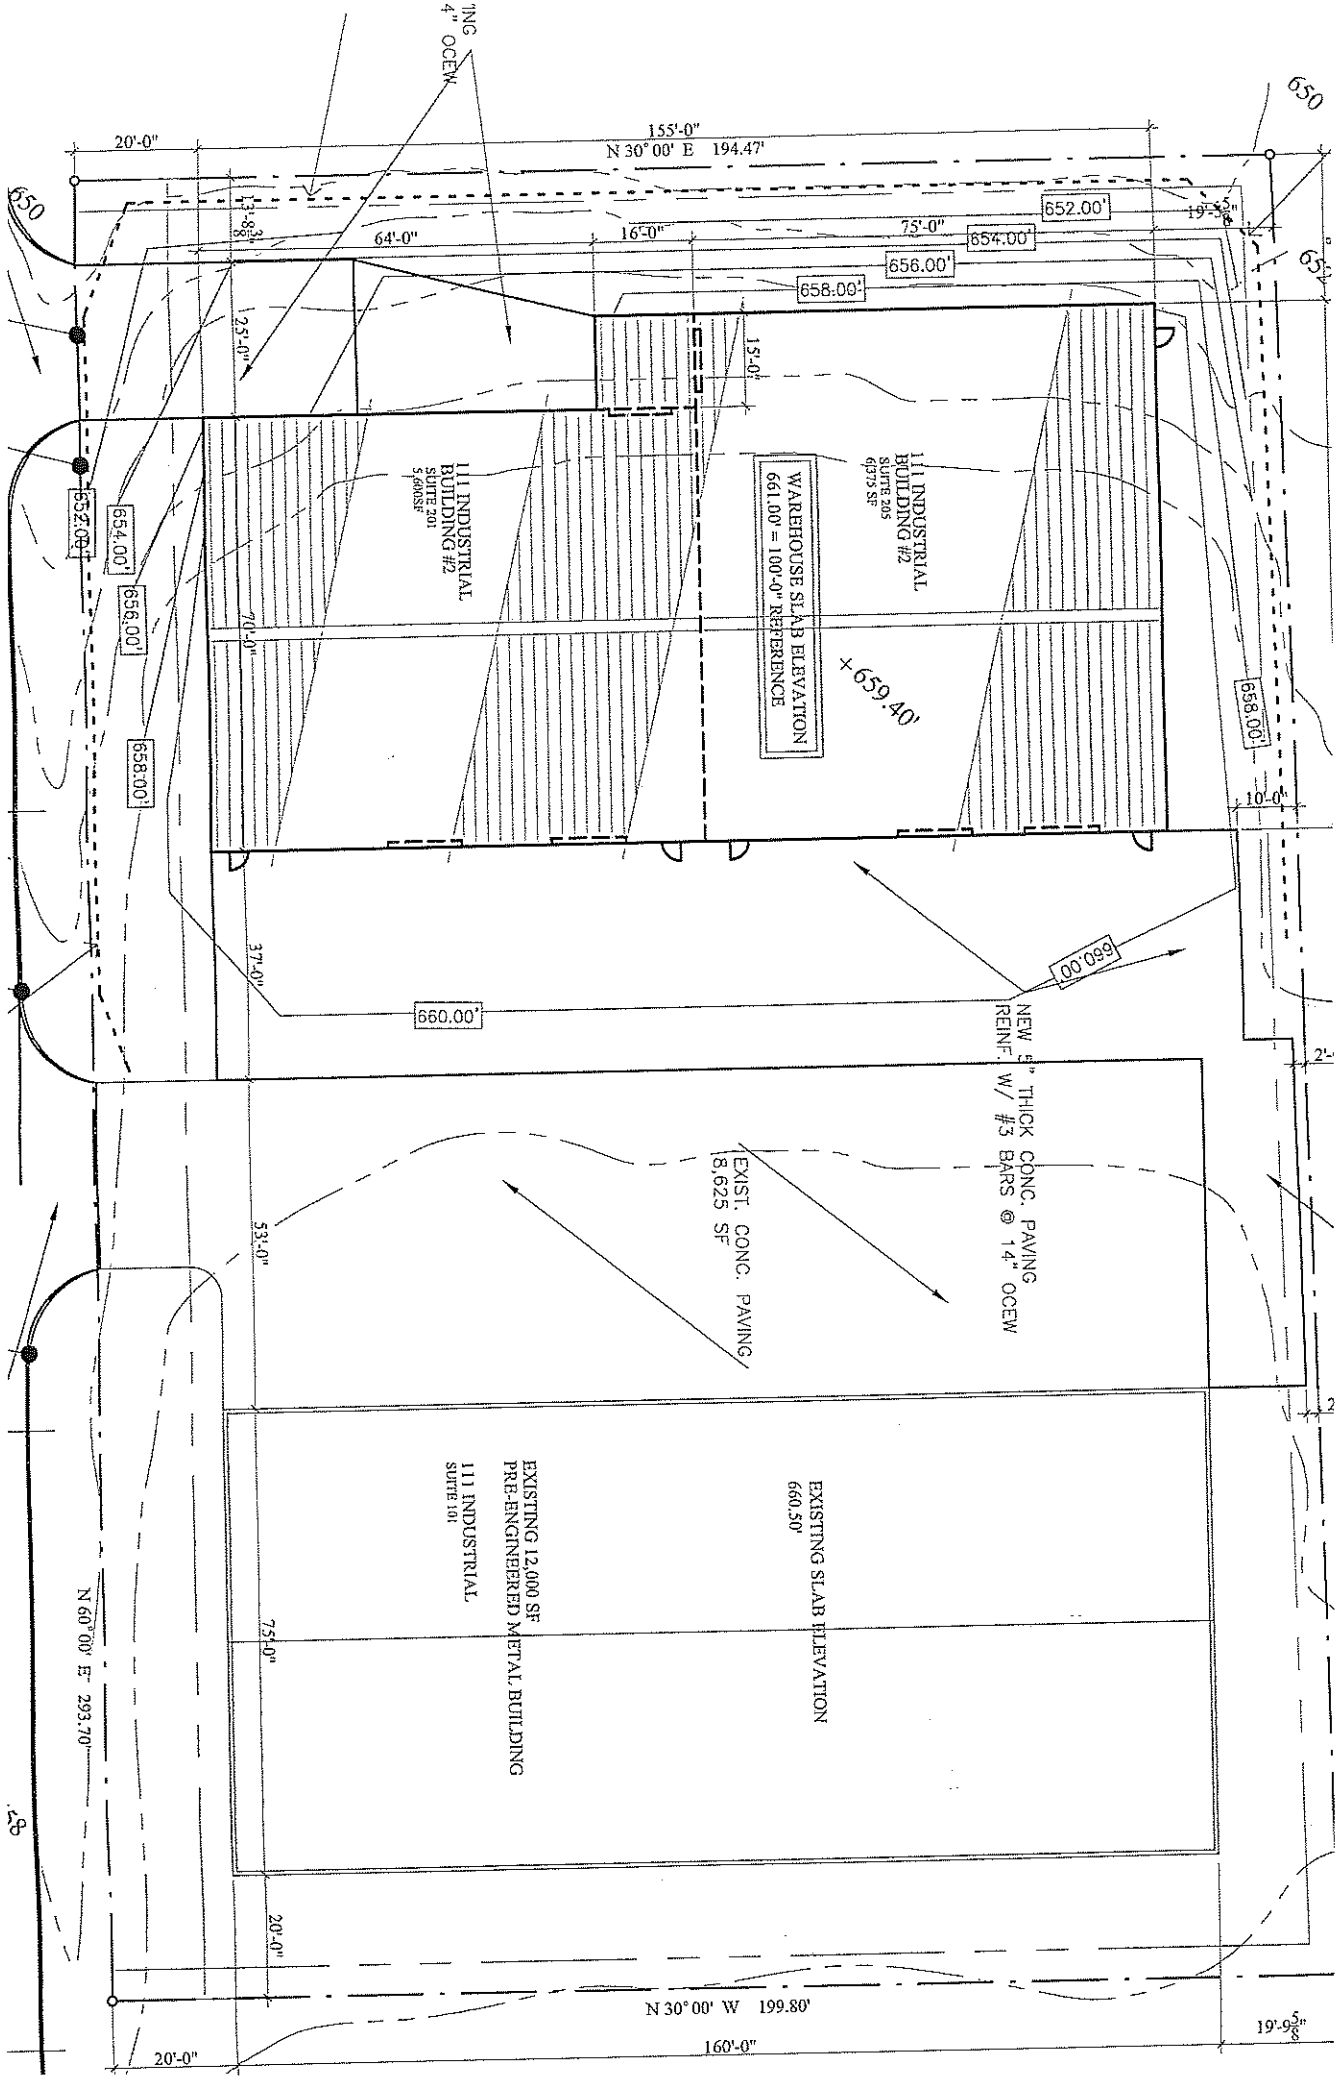 'ING
4" OCEW
650
20'-0"
155'-0"
N 30° 00' E 194.47'
650
13'-8 3/8"
64'-0"
16'-0"
75'-0"
652.00'
19'-5 5/8"
654.00'
656.00'
658.00'
25'-0"
15'-0"
652.00'
654.00'
656.00'
658.00'
111 INDUSTRIAL
BUILDING #2
SUITE 201
5,600SF
111 INDUSTRIAL
BUILDING #2
SUITE 205
6,375 SF
WAREHOUSE SLAB ELEVATION
661.00' = 100'-0" REFERENCE
× 659.40'
70'-0"
658.00'
10'-0"
37'-0"
660.00'
660.00'
NEW 5" THICK CONC. PAVING
REINF. W/ #3 BARS @ 14" OCEW
EXIST. CONC. PAVING
8,625 SF
53'-0"
EXISTING SLAB ELEVATION
660.50'
EXISTING 12,000 SF
PRE-ENGINEERED METAL BUILDING
111 INDUSTRIAL
SUITE 101
75'-0"
N 60° 00' E 293.70'
20'-0"
N 30° 00' W 199.80'
20'-0"
160'-0"
19'-9 5/8"